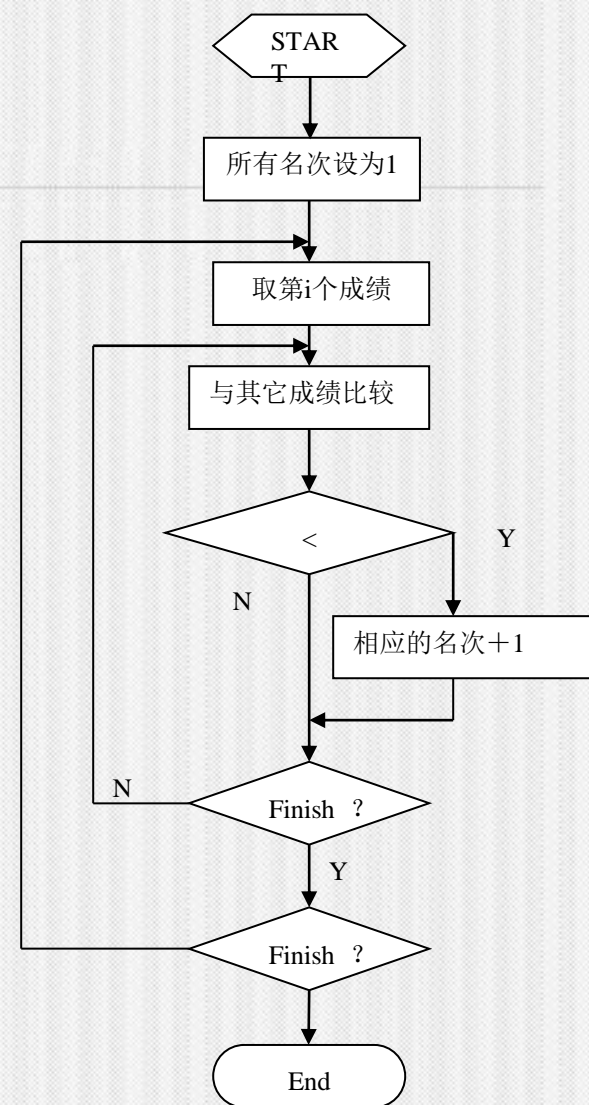 STAR
T
所有名次设为1
取第i个成绩
与其它成绩比较
<
Y
N
相应的名次＋1
N
Finish ？
Y
Finish ？
End